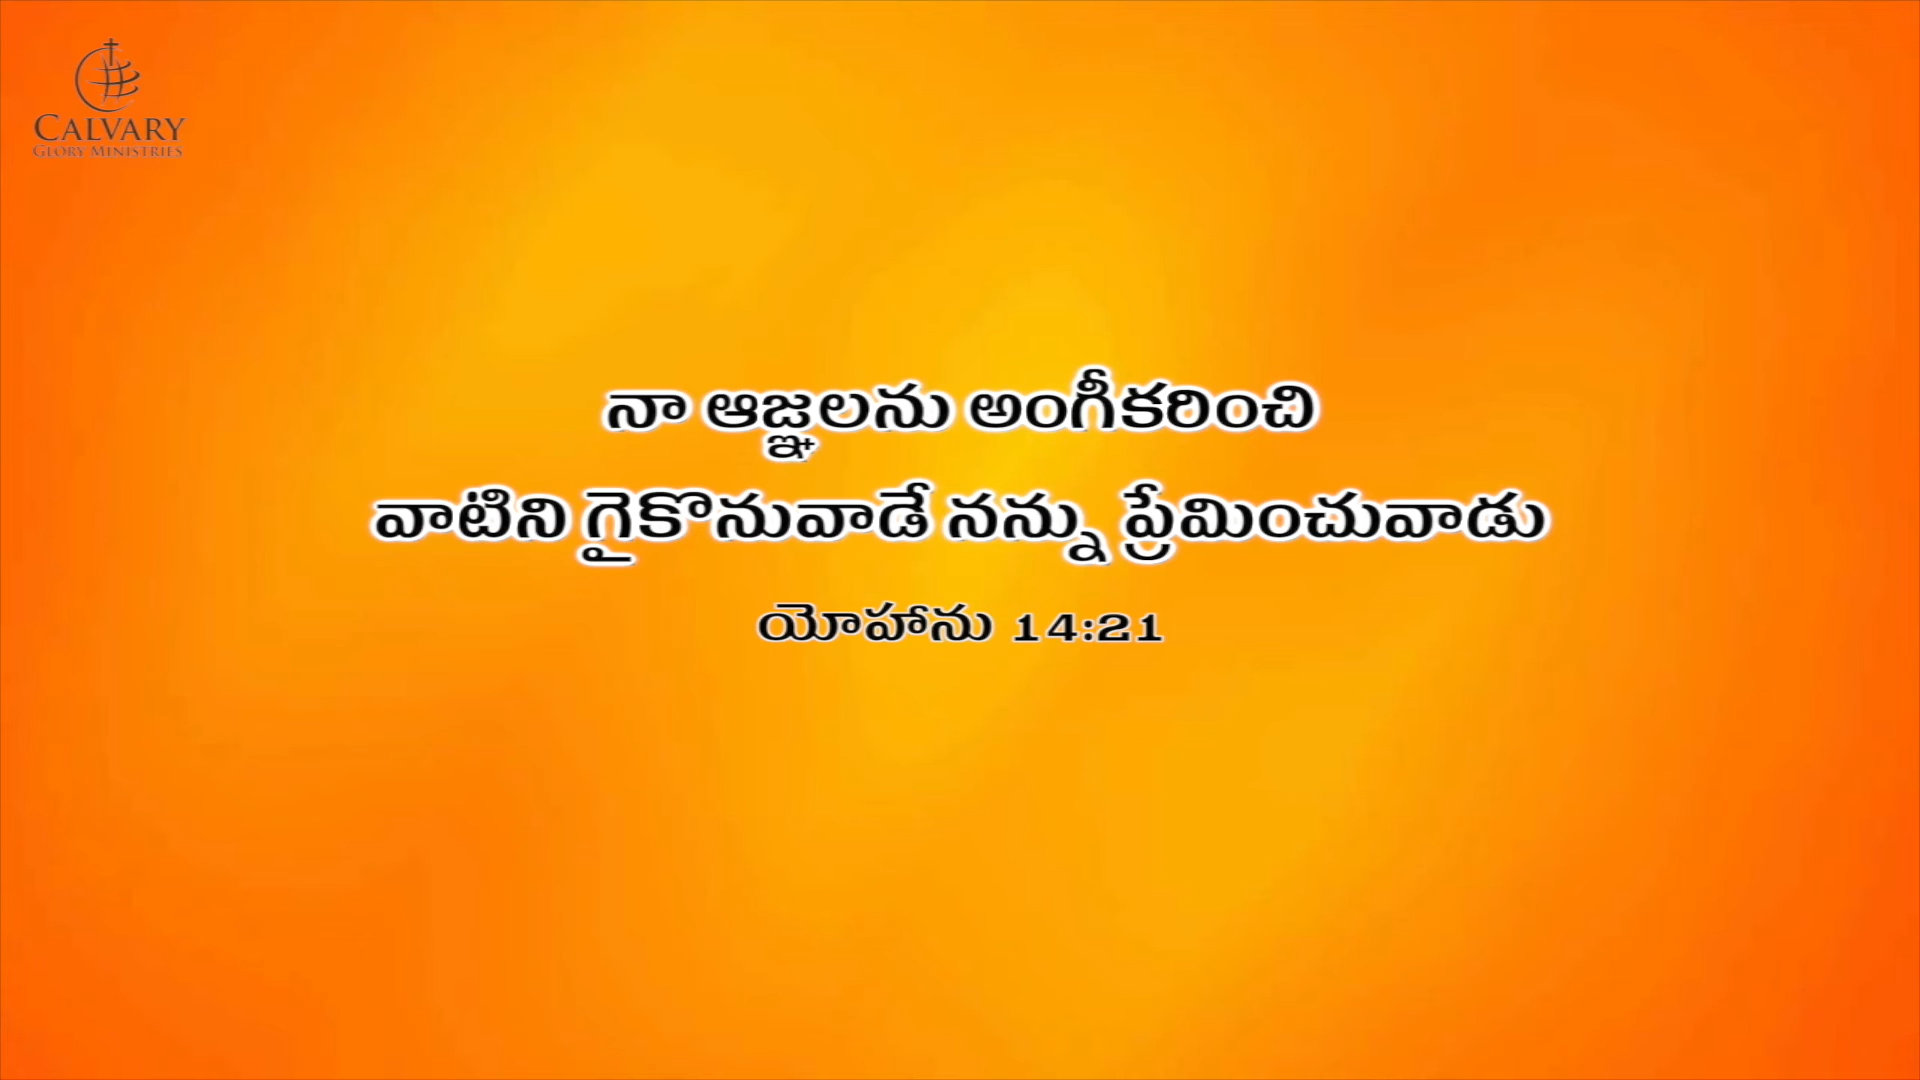 CALVARY
GLORY MINISTRIES
నా ఆజ్ఞలను అంగీకరించి
వాటిని గైకొనువాడే నన్ను ప్రేమించువాడు
యోహాను 14:21